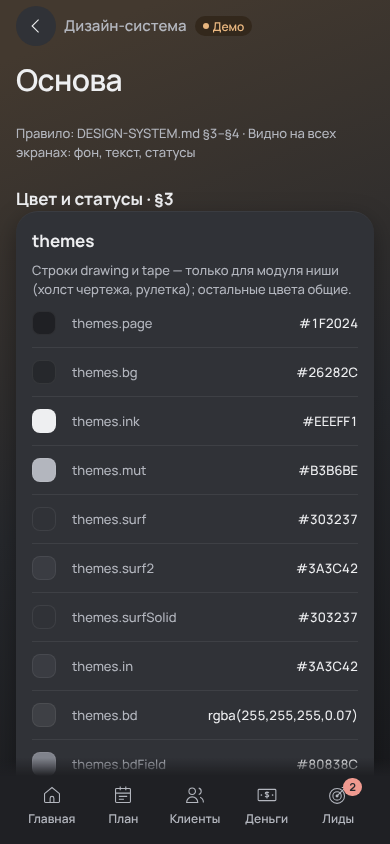 Дизайн-система
Демо
Основа
Правило: DESIGN-SYSTEM.md §3–§4 · Видно на всех
экранах: фон, текст, статусы
Цвет и статусы · §3
themes
Строки drawing и tape — только для модуля ниши
(холст чертежа, рулетка); остальные цвета общие.
themes.page #1F2024
themes.bg #26282C
themes.ink #EEEFF1
themes.mut #B3B6BE
themes.surf #303237
themes.surf2 #3A3C42
themes.surfSolid #303237
themes.in #3A3C42
themes.bd rgba(255,255,255,0.07)
themes.bdField #80838C
2
Главная План Клиенты Деньги Лиды